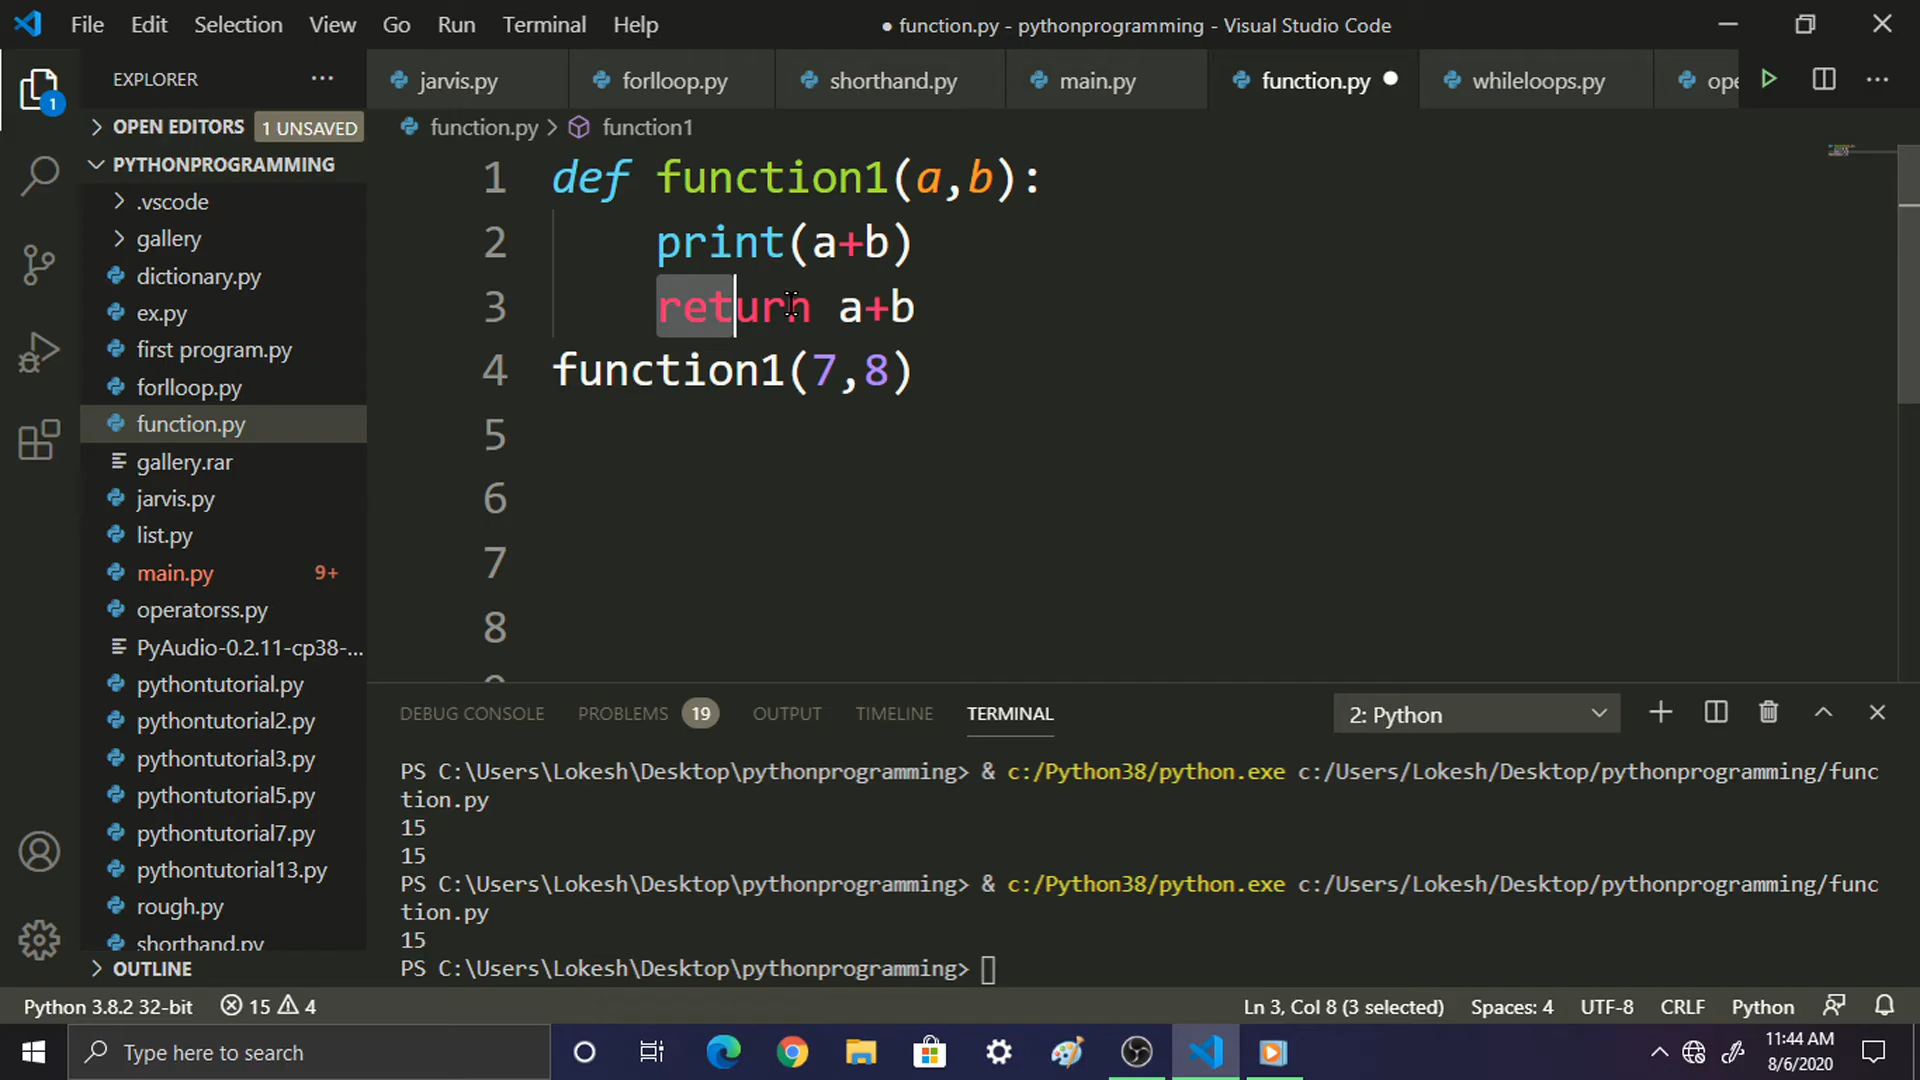 File Edit Selection View Go Run Terminal Help ● function.py - pythonprogramming - Visual Studio Code
EXPLORER ··· jarvis.py forlloop.py shorthand.py main.py function.py ● whileloops.py ope ···
1
OPEN EDITORS 1 UNSAVED
function.py > function1
PYTHONPROGRAMMING
.vscode
gallery
dictionary.py
ex.py
first program.py
forlloop.py
function.py
gallery.rar
jarvis.py
list.py
main.py 9+
operatorss.py
PyAudio-0.2.11-cp38-...
pythontutorial.py
pythontutorial2.py
pythontutorial3.py
pythontutorial5.py
pythontutorial7.py
pythontutorial13.py
rough.py
shorthand.py
OUTLINE
1 def function1(a,b):
2 print(a+b)
3 return a+b
4 function1(7,8)
5
6
7
8
DEBUG CONSOLE PROBLEMS 19 OUTPUT TIMELINE TERMINAL 2: Python
PS C:\Users\Lokesh\Desktop\pythonprogramming> & c:/Python38/python.exe c:/Users/Lokesh/Desktop/pythonprogramming/func
tion.py
15
15
PS C:\Users\Lokesh\Desktop\pythonprogramming> & c:/Python38/python.exe c:/Users/Lokesh/Desktop/pythonprogramming/func
tion.py
15
PS C:\Users\Lokesh\Desktop\pythonprogramming>
Python 3.8.2 32-bit 15 4 Ln 3, Col 8 (3 selected) Spaces: 4 UTF-8 CRLF Python
Type here to search 11:44 AM
8/6/2020